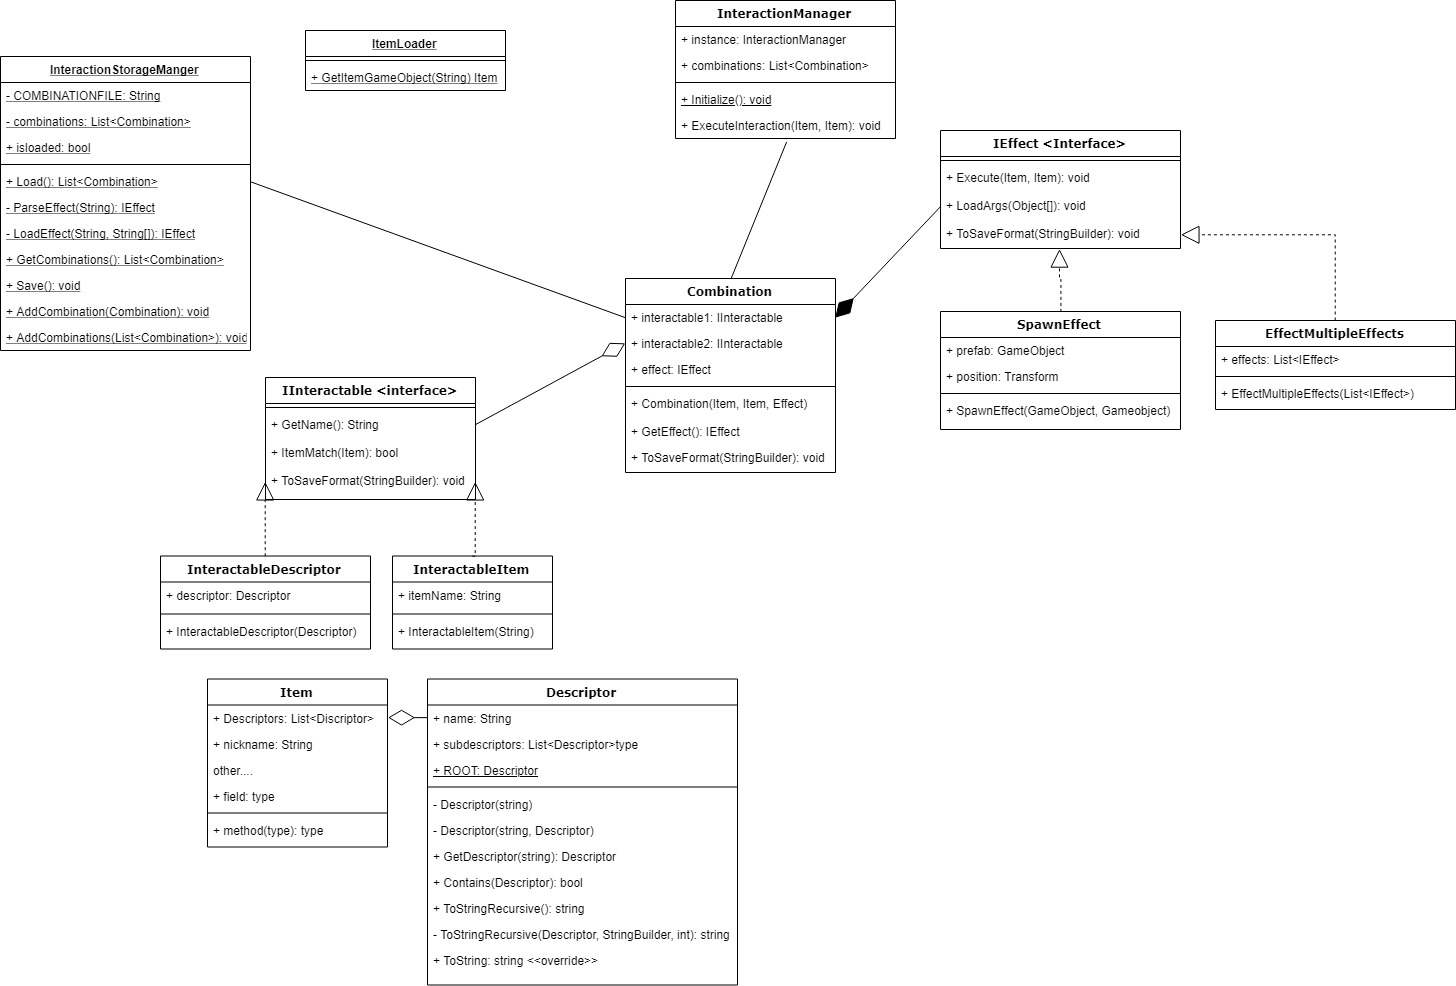 InteractionManager
+ instance: InteractionManager
+ combinations: List<Combination>
+ Initialize(): void
+ ExecuteInteraction(Item, Item): void
ItemLoader
+ GetItemGameObject(String) Item
InteractionStorageManger
- COMBINATIONFILE: String
- combinations: List<Combination>
+ isloaded: bool
+ Load(): List<Combination>
- ParseEffect(String): IEffect
- LoadEffect(String, String[]): IEffect
+ GetCombinations(): List<Combination>
+ Save(): void
+ AddCombination(Combination): void
+ AddCombinations(List<Combination>): void
IEffect <Interface>
+ Execute(Item, Item): void
+ LoadArgs(Object[]): void
+ ToSaveFormat(StringBuilder): void
Combination
+ interactable1: IInteractable
+ interactable2: IInteractable
+ effect: IEffect
+ Combination(Item, Item, Effect)
+ GetEffect(): IEffect
+ ToSaveFormat(StringBuilder): void
SpawnEffect
+ prefab: GameObject
+ position: Transform
+ SpawnEffect(GameObject, Gameobject)
EffectMultipleEffects
+ effects: List<IEffect>
+ EffectMultipleEffects(List<IEffect>)
IInteractable <interface>
+ GetName(): String
+ ItemMatch(Item): bool
+ ToSaveFormat(StringBuilder): void
InteractableDescriptor
+ descriptor: Descriptor
+ InteractableDescriptor(Descriptor)
InteractableItem
+ itemName: String
+ InteractableItem(String)
Item
+ Descriptors: List<Discriptor>
+ nickname: String
other....
+ field: type
+ method(type): type
Descriptor
+ name: String
+ subdescriptors: List<Descriptor>type
+ ROOT: Descriptor
- Descriptor(string)
- Descriptor(string, Descriptor)
+ GetDescriptor(string): Descriptor
+ Contains(Descriptor): bool
+ ToStringRecursive(): string
- ToStringRecursive(Descriptor, StringBuilder, int): string
+ ToString: string <<override>>